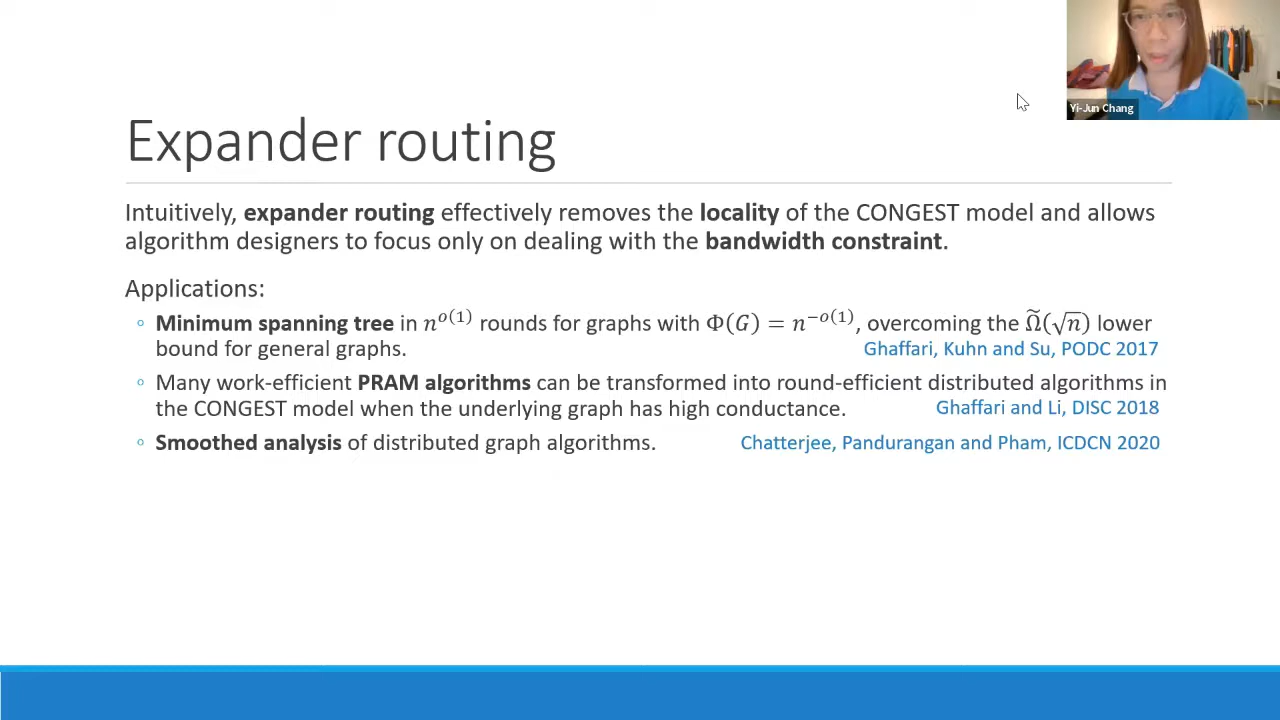 Yi-Jun Chang
Expander routing
Intuitively, expander routing effectively removes the locality of the CONGEST model and allows
algorithm designers to focus only on dealing with the bandwidth constraint.
Applications:
◦ Minimum spanning tree in n^{o(1)} rounds for graphs with Φ(G) = n^{−o(1)}, overcoming the Ω̃(√n) lower
bound for general graphs. Ghaffari, Kuhn and Su, PODC 2017
◦ Many work-efficient PRAM algorithms can be transformed into round-efficient distributed algorithms in
the CONGEST model when the underlying graph has high conductance. Ghaffari and Li, DISC 2018
◦ Smoothed analysis of distributed graph algorithms. Chatterjee, Pandurangan and Pham, ICDCN 2020